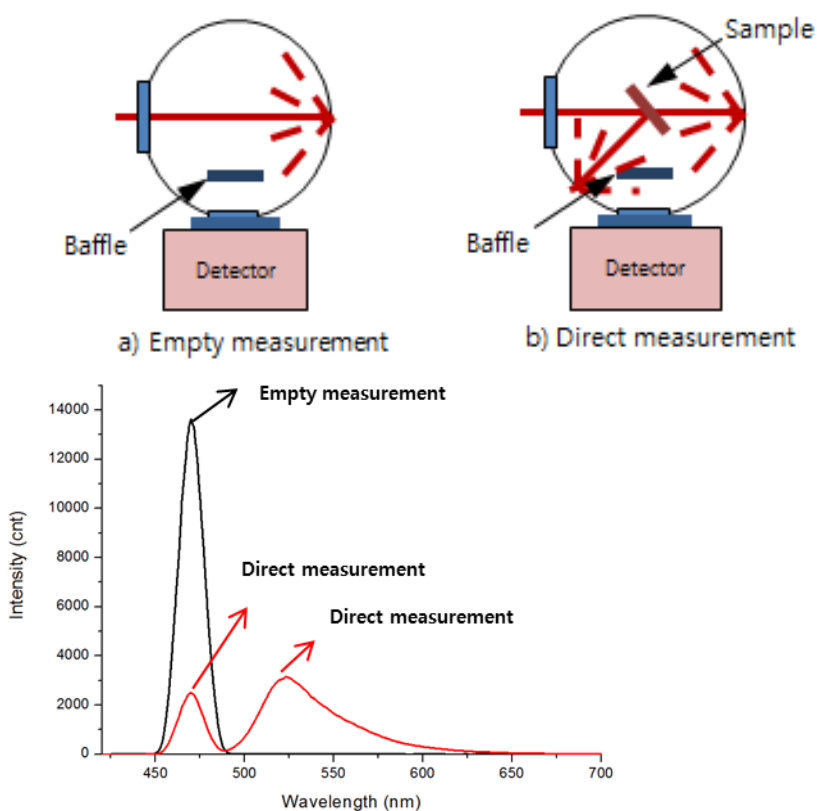 Sample
Baffle
Detector
a) Empty measurement
Baffle
Detector
b) Direct measurement
Empty measurement
Direct measurement
Direct measurement
Intensity (cnt)
14000
12000
10000
8000
6000
4000
2000
0
450
500
550
600
650
700
Wavelength (nm)